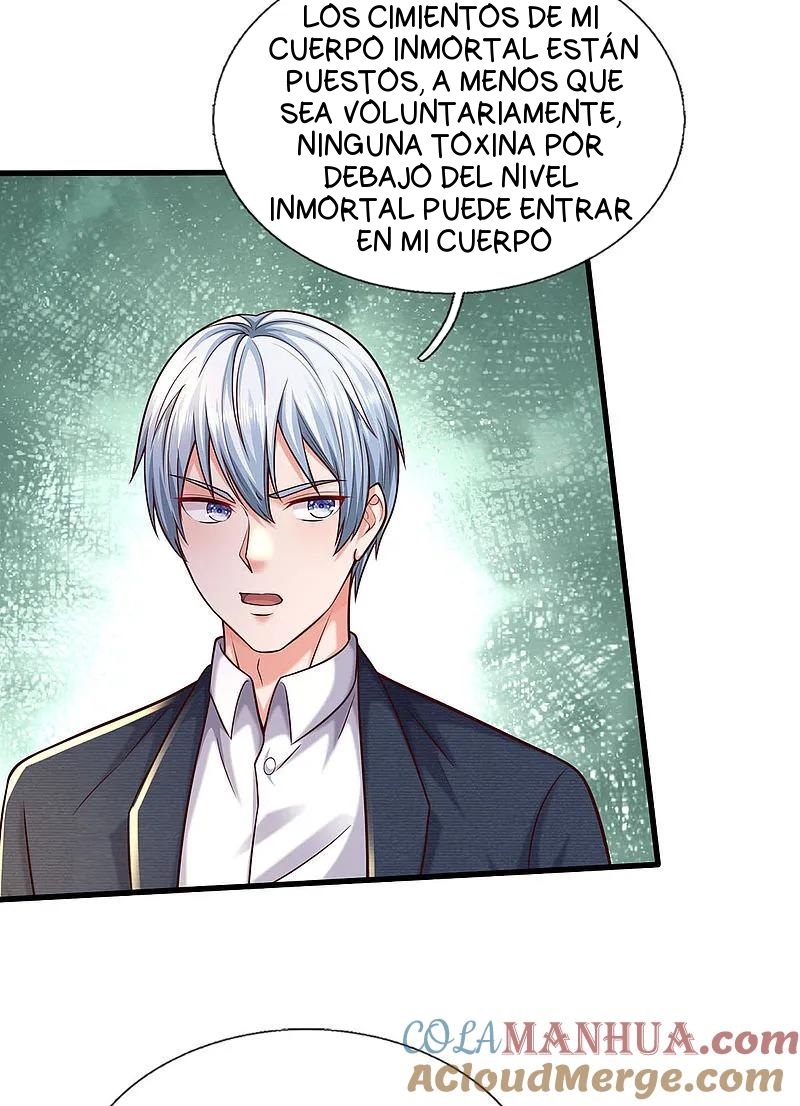 LOS CIMIENTOS DE MI
CUERPO INMORTAL ESTÁN
PUESTOS, A MENOS QUE
SEA VOLUNTARIAMENTE,
NINGUNA TOXINA POR
DEBAJO DEL NIVEL
INMORTAL PUEDE ENTRAR
EN MI CUERPO
COLAMANHUA.com
ACloudMerge.com